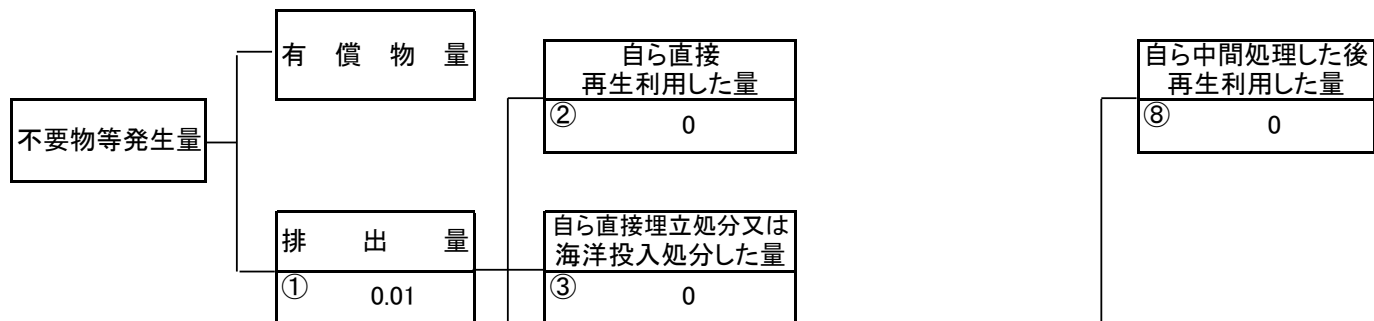 有償物量
自ら直接
再生利用した量
② 0
自ら中間処理した後
再生利用した量
⑧ 0
不要物等発生量
排出量
① 0.01
自ら直接埋立処分又は
海洋投入処分した量
③ 0